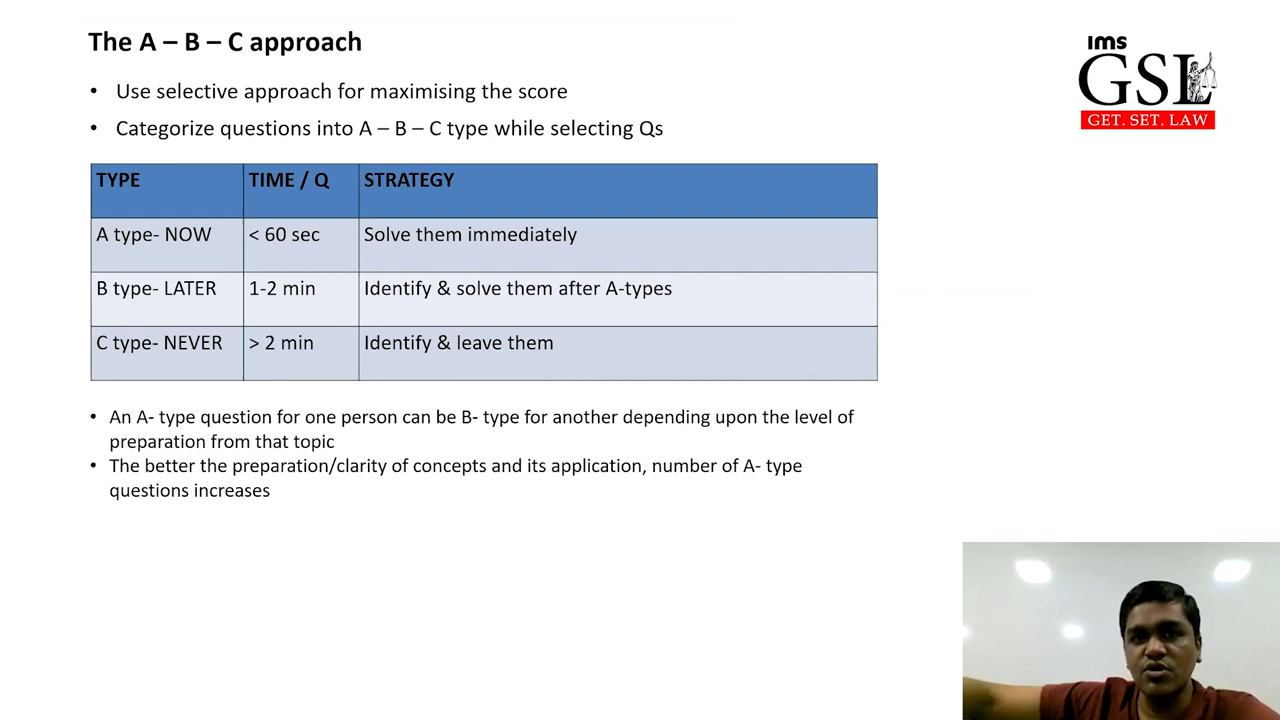 The A – B – C approach
ims
GSL
GET. SET. LAW
• Use selective approach for maximising the score
• Categorize questions into A – B – C type while selecting Qs
TYPE TIME / Q STRATEGY
A type- NOW < 60 sec Solve them immediately
B type- LATER 1-2 min Identify & solve them after A-types
C type- NEVER > 2 min Identify & leave them
• An A- type question for one person can be B- type for another depending upon the level of
preparation from that topic
• The better the preparation/clarity of concepts and its application, number of A- type
questions increases